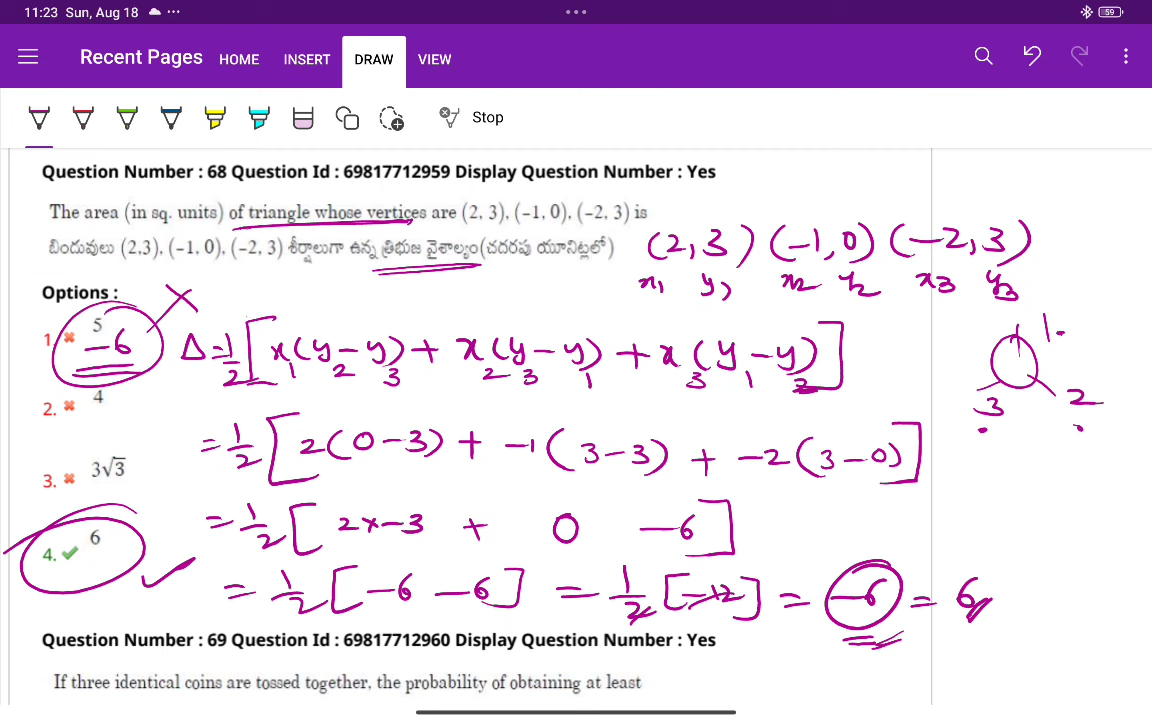 11:23 Sun, Aug 18
59
Recent Pages HOME INSERT DRAW VIEW
Stop
Question Number : 68 Question Id : 69817712959 Display Question Number : Yes
The area (in sq. units) of triangle whose vertices are (2, 3), (−1, 0), (−2, 3) is
బిందువులు (2,3), (−1, 0), (−2, 3) శీర్షాలుగా ఉన్న త్రిభుజ వైశాల్యం(చదరపు యూనిట్లలో)
(2,3) (−1,0) (−2,3)
x₁ y₁ x₂ y₂ x₃ y₃
Options :
1. 5
−6 ×
Δ=1/2[x₁(y₂−y₃)+x₂(y₃−y₁)+x₃(y₁−y₂)]
1.
3 2
2. 4
=1/2[2(0−3)+−1(3−3)+−2(3−0)]
3. 3√3
=1/2[2×−3+0−6]
4. 6
=1/2[−6−6]=1/2[−12]=−6=6
Question Number : 69 Question Id : 69817712960 Display Question Number : Yes
If three identical coins are tossed together, the probability of obtaining at least